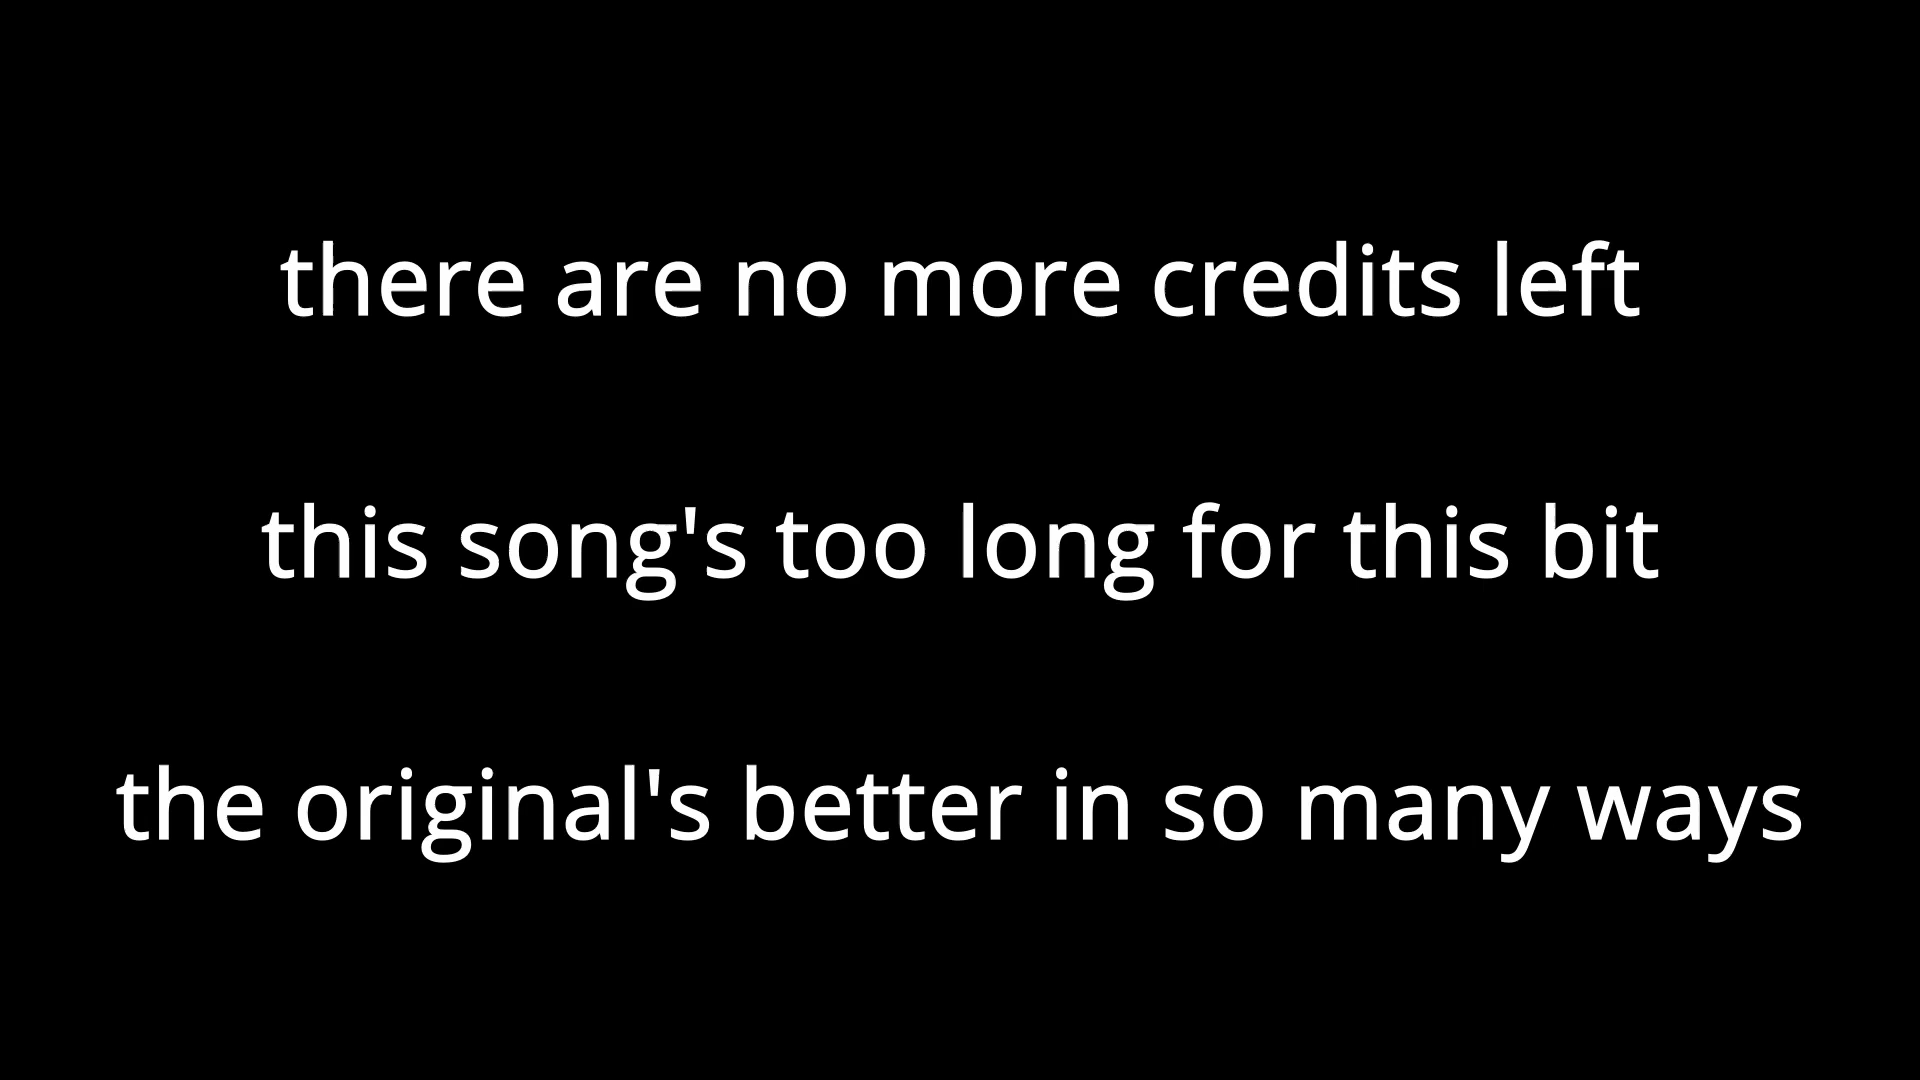 there are no more credits left
this song's too long for this bit
the original's better in so many ways